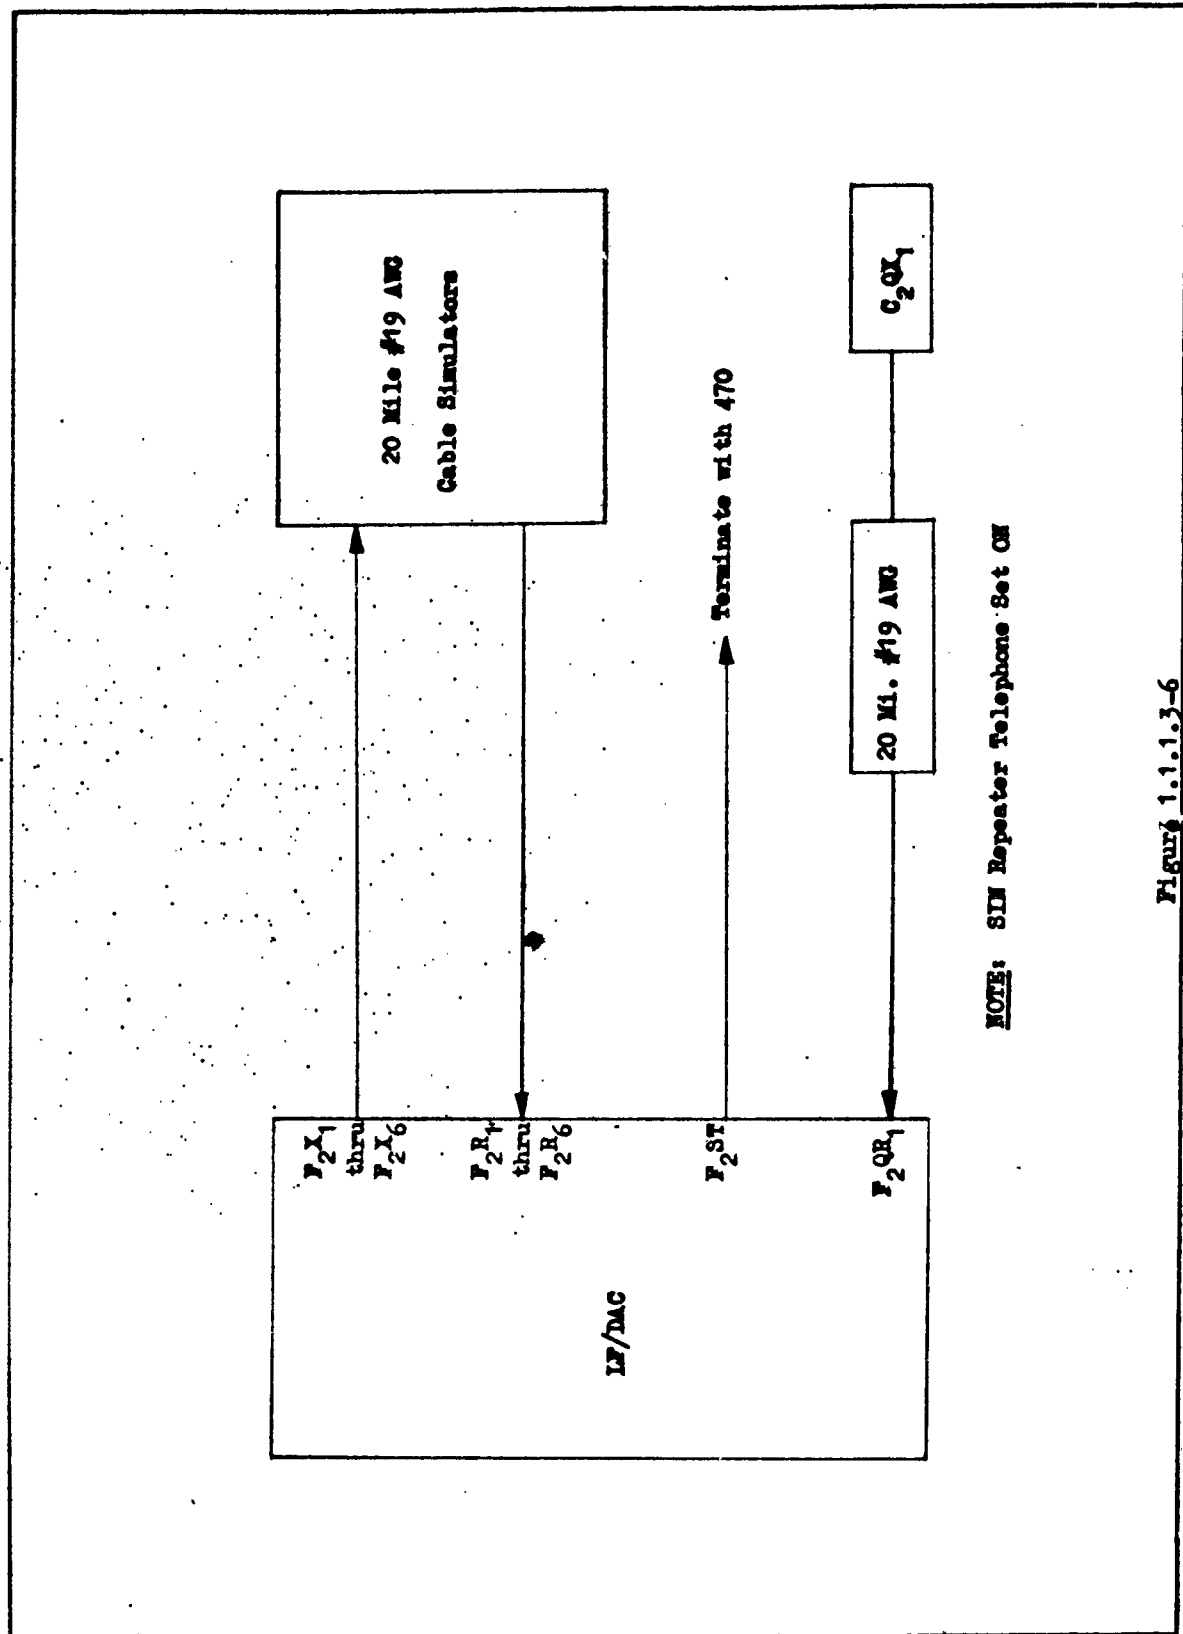 20 Mile #19 AWG
Cable Simulators
F₂X₁
thru
F₂X₆
F₂R₁
thru
F₂R₆
LF/DAC
F₂ST
Terminate with 470
F₂QR₁
20 Mi. #19 AWG
C₂QX₁
NOTE: SIN Repeater Telephone Set ON
Figure 1.1.1.3-6